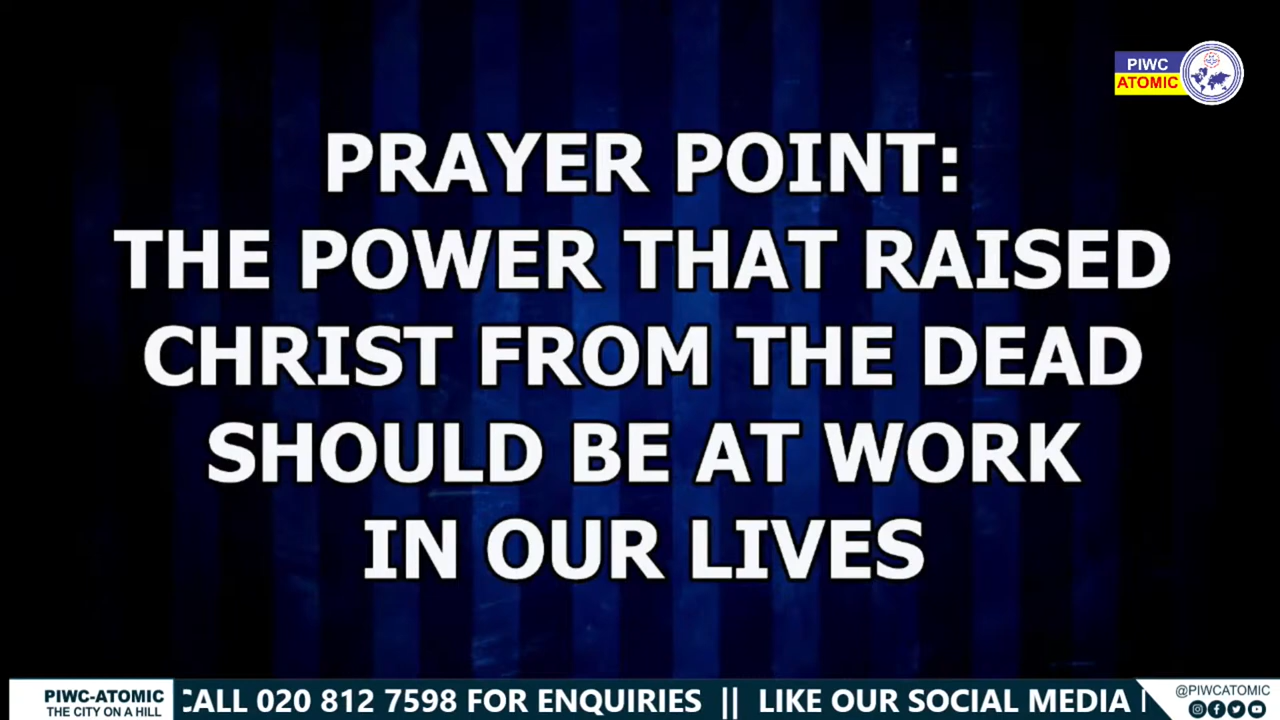 PIWC
ATOMIC
PRAYER POINT:
THE POWER THAT RAISED
CHRIST FROM THE DEAD
SHOULD BE AT WORK
IN OUR LIVES
PIWC-ATOMIC
THE CITY ON A HILL
CALL 020 812 7598 FOR ENQUIRIES || LIKE OUR SOCIAL MEDIA
@PIWCATOMIC